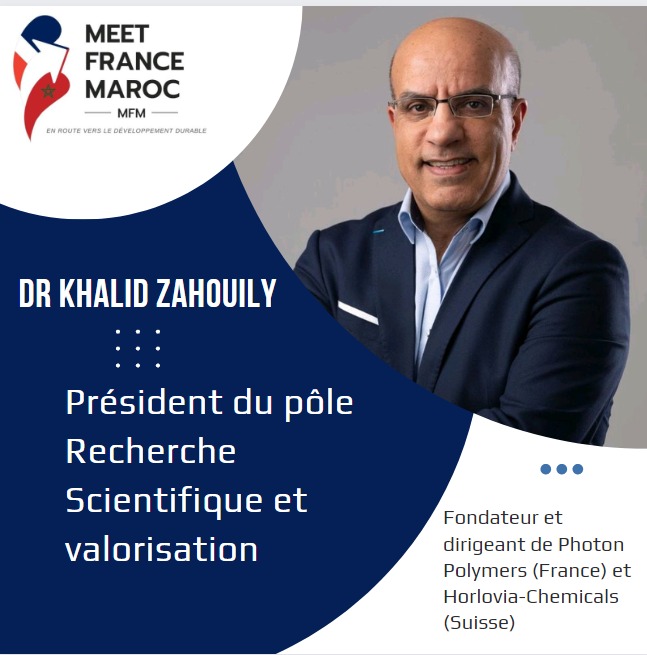 MEET
FRANCE
MAROC
MFM
EN ROUTE VERS LE DÉVELOPPEMENT DURABLE
DR KHALID ZAHOUILY
Président du pôle
Recherche
Scientifique et
valorisation
Fondateur et
dirigeant de Photon
Polymers (France) et
Horlovia-Chemicals
(Suisse)